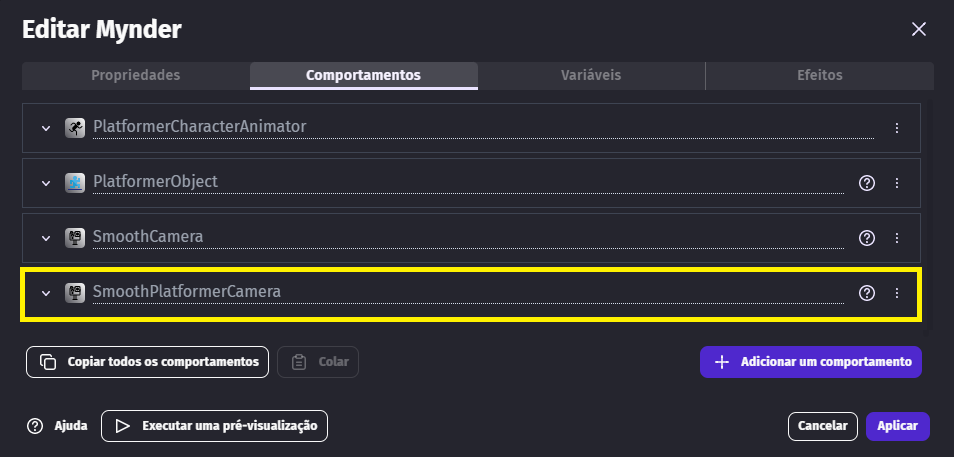 Editar Mynder
Propriedades
Comportamentos
Variáveis
Efeitos
PlatformerCharacterAnimator
PlatformerObject
SmoothCamera
SmoothPlatformerCamera
Copiar todos os comportamentos
Colar
Adicionar um comportamento
Ajuda
Executar uma pré-visualização
Cancelar
Aplicar